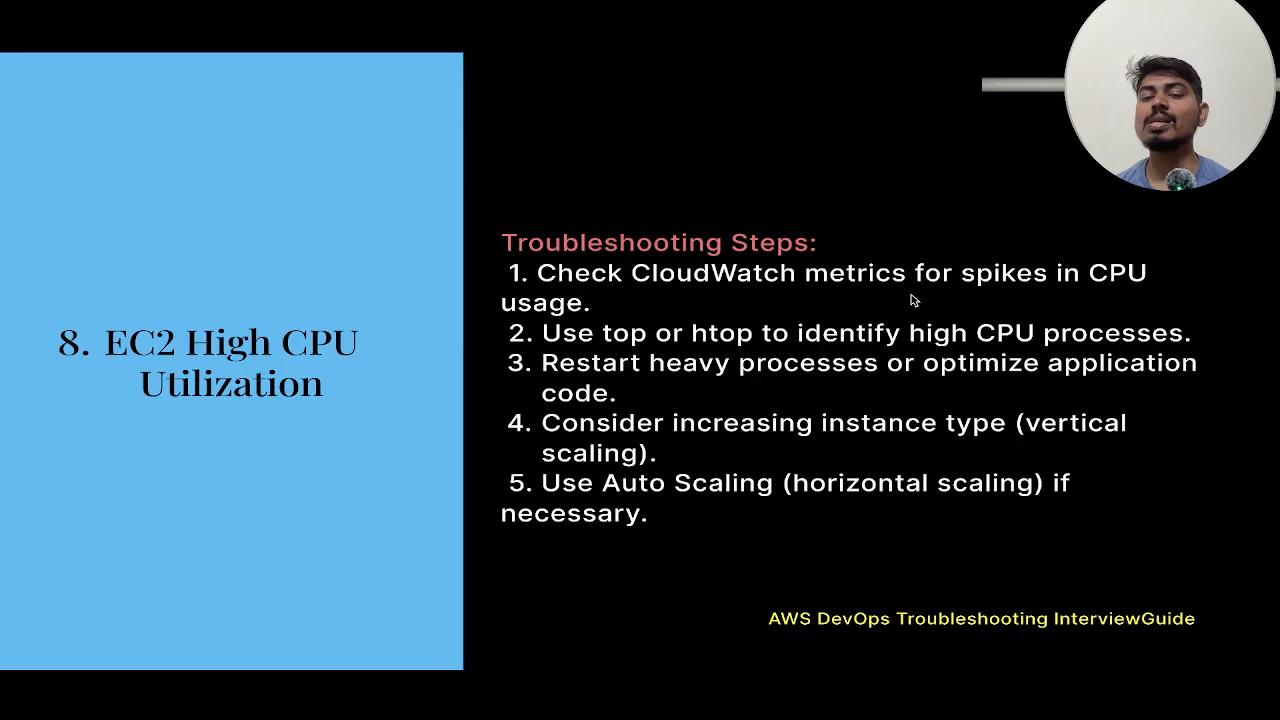 8. EC2 High CPU
Utilization
Troubleshooting Steps:
1. Check CloudWatch metrics for spikes in CPU
usage.
2. Use top or htop to identify high CPU processes.
3. Restart heavy processes or optimize application
code.
4. Consider increasing instance type (vertical
scaling).
5. Use Auto Scaling (horizontal scaling) if
necessary.
AWS DevOps Troubleshooting InterviewGuide